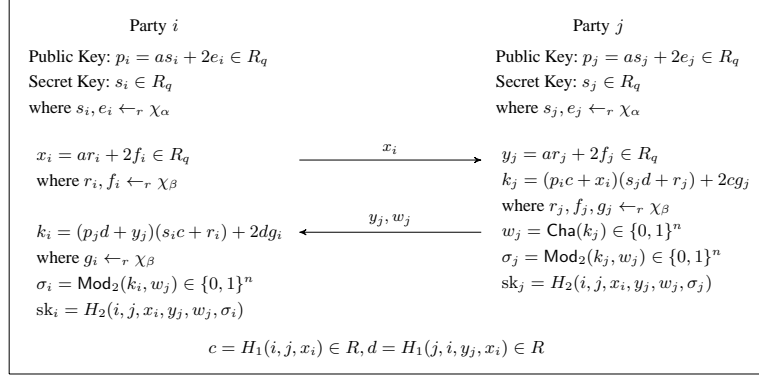 Party i
Public Key: p_i = as_i + 2e_i ∈ R_q
Secret Key: s_i ∈ R_q
where s_i, e_i ←_r χ_α
Party j
Public Key: p_j = as_j + 2e_j ∈ R_q
Secret Key: s_j ∈ R_q
where s_j, e_j ←_r χ_α
x_i = ar_i + 2f_i ∈ R_q
where r_i, f_i ←_r χ_β
x_i
y_j = ar_j + 2f_j ∈ R_q
k_j = (p_i c + x_i)(s_j d + r_j) + 2cg_j
where r_j, f_j, g_j ←_r χ_β
w_j = Cha(k_j) ∈ {0, 1}^n
σ_j = Mod_2(k_j, w_j) ∈ {0, 1}^n
sk_j = H_2(i, j, x_i, y_j, w_j, σ_j)
y_j, w_j
k_i = (p_j d + y_j)(s_i c + r_i) + 2dg_i
where g_i ←_r χ_β
σ_i = Mod_2(k_i, w_j) ∈ {0, 1}^n
sk_i = H_2(i, j, x_i, y_j, w_j, σ_i)
c = H_1(i, j, x_i) ∈ R, d = H_1(j, i, y_j, x_i) ∈ R